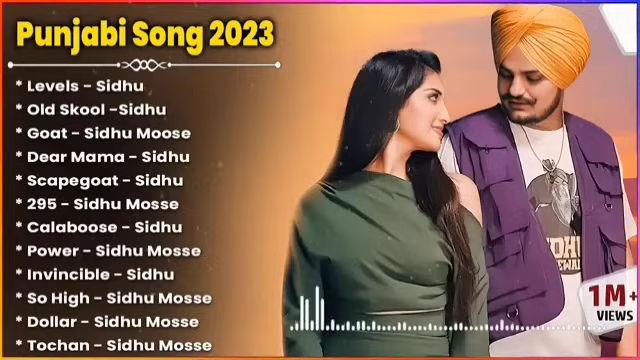 Punjabi Song 2023
* Levels - Sidhu
* Old Skool -Sidhu
* Goat - Sidhu Moose
* Dear Mama - Sidhu
* Scapegoat - Sidhu
* 295 - Sidhu Mosse
* Calaboose - Sidhu
* Power - Sidhu Mosse
* Invincible - Sidhu
* So High - Sidhu Mosse
* Dollar - Sidhu Mosse
* Tochan - Sidhu Mosse
1M+
VIEWS